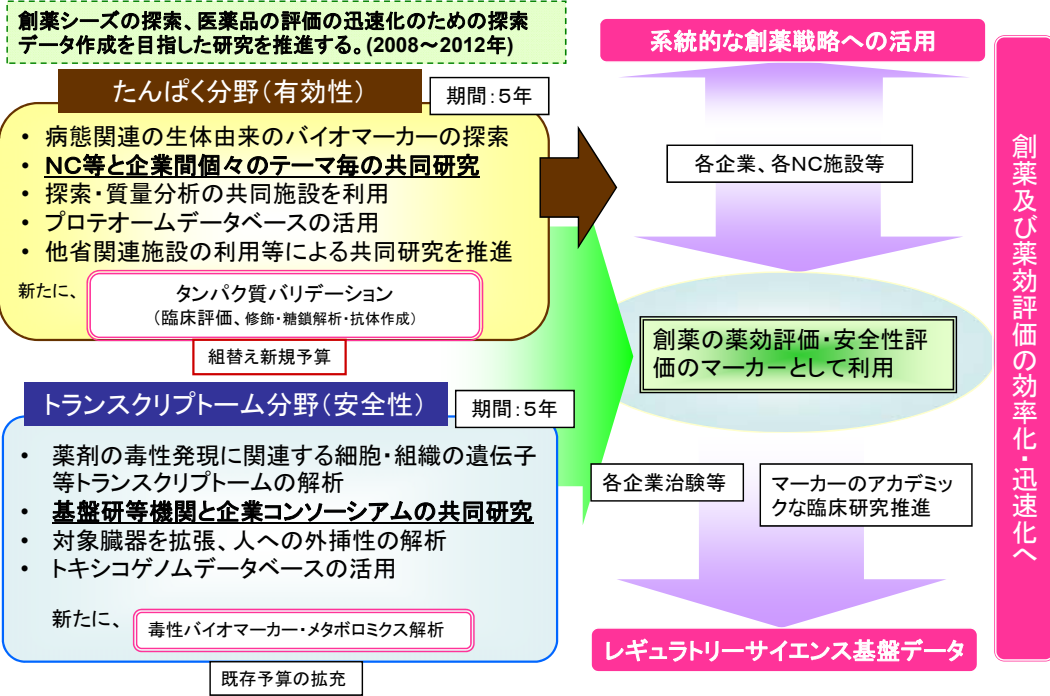 創薬シーズの探索、医薬品の評価の迅速化のための探索
データ作成を目指した研究を推進する。(2008～2012年)
たんぱく分野(有効性)
期間:5年
• 病態関連の生体由来のバイオマーカーの探索
• NC等と企業間個々のテーマ毎の共同研究
• 探索・質量分析の共同施設を利用
• プロテオームデータベースの活用
• 他省関連施設の利用等による共同研究を推進
新たに、
タンパク質バリデーション
(臨床評価、修飾・糖鎖解析・抗体作成)
組替え新規予算
トランスクリプトーム分野(安全性)
期間:5年
• 薬剤の毒性発現に関連する細胞・組織の遺伝子
等トランスクリプトームの解析
• 基盤研等機関と企業コンソーシアムの共同研究
• 対象臓器を拡張、人への外挿性の解析
• トキシコゲノムデータベースの活用
新たに、
毒性バイオマーカー・メタボロミクス解析
既存予算の拡充
系統的な創薬戦略への活用
各企業、各NC施設等
創薬の薬効評価・安全性評
価のマーカーとして利用
各企業治験等
マーカーのアカデミッ
クな臨床研究推進
レギュラトリーサイエンス基盤データ
創薬及び薬効評価の効率化・迅速化へ